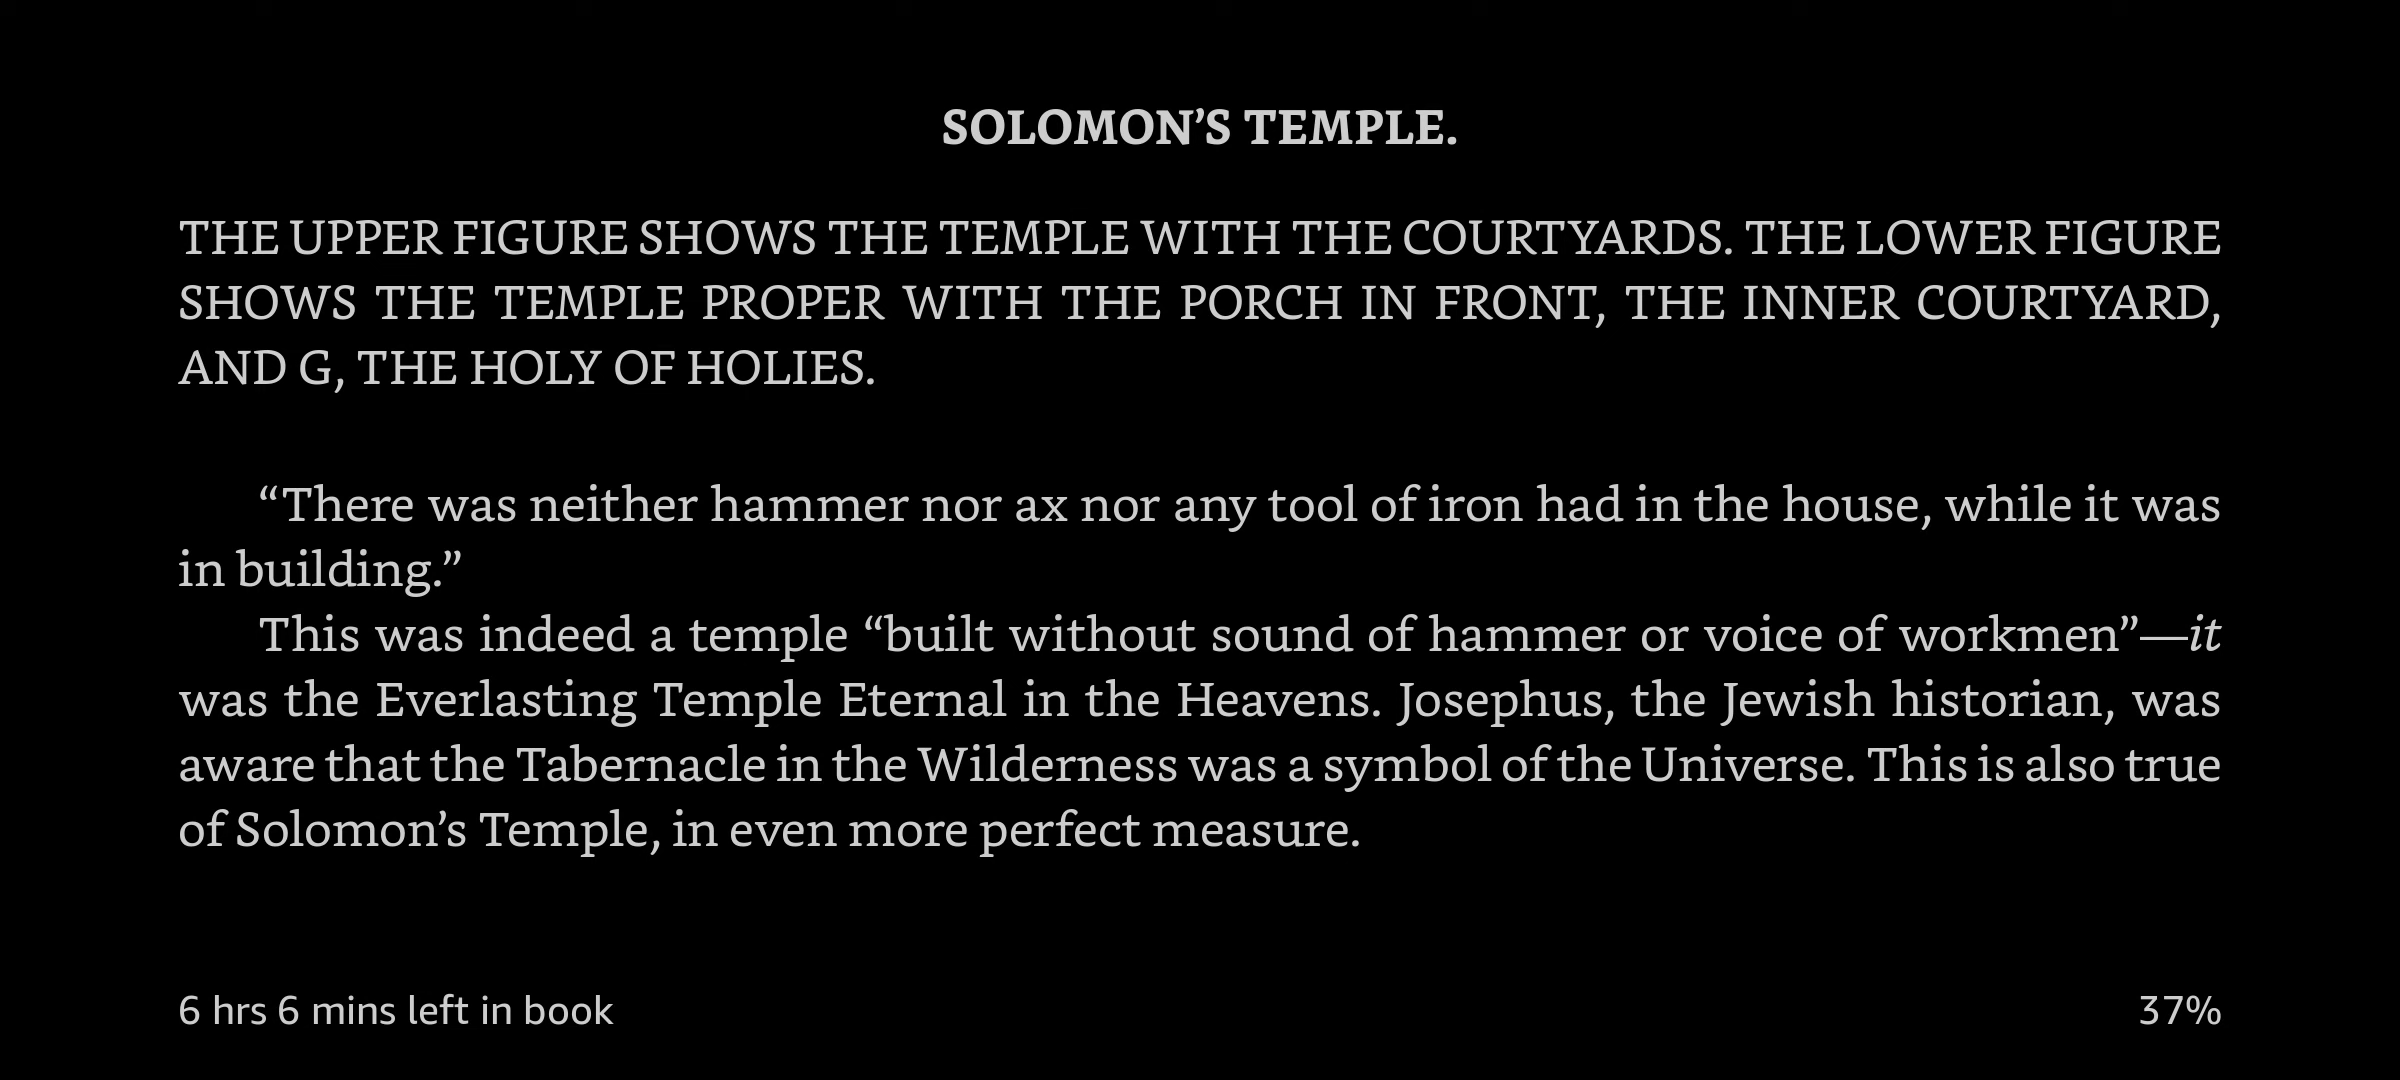 SOLOMON’S TEMPLE.
THE UPPER FIGURE SHOWS THE TEMPLE WITH THE COURTYARDS. THE LOWER FIGURE
SHOWS THE TEMPLE PROPER WITH THE PORCH IN FRONT, THE INNER COURTYARD,
AND G, THE HOLY OF HOLIES.
“There was neither hammer nor ax nor any tool of iron had in the house, while it was
in building.”
This was indeed a temple “built without sound of hammer or voice of workmen”—it
was the Everlasting Temple Eternal in the Heavens. Josephus, the Jewish historian, was
aware that the Tabernacle in the Wilderness was a symbol of the Universe. This is also true
of Solomon’s Temple, in even more perfect measure.
6 hrs 6 mins left in book
37%